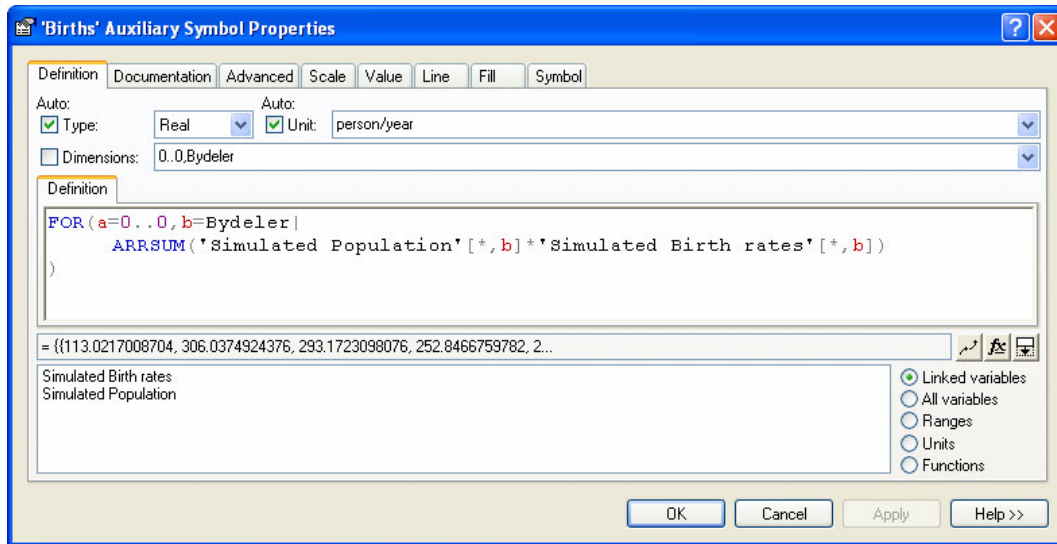 'Births' Auxiliary Symbol Properties
Definition Documentation Advanced Scale Value Line Fill Symbol
Auto: Auto:
Type: Real Unit: person/year
Dimensions: 0..0,Bydeler
Definition
FOR(a=0..0,b=Bydeler|
ARRSUM('Simulated Population'[*,b]*'Simulated Birth rates'[*,b])
)
= {{113.0217008704, 306.0374924376, 293.1723098076, 252.8466759782, 2...
Simulated Birth rates
Simulated Population
Linked variables
All variables
Ranges
Units
Functions
OK Cancel Apply Help >>